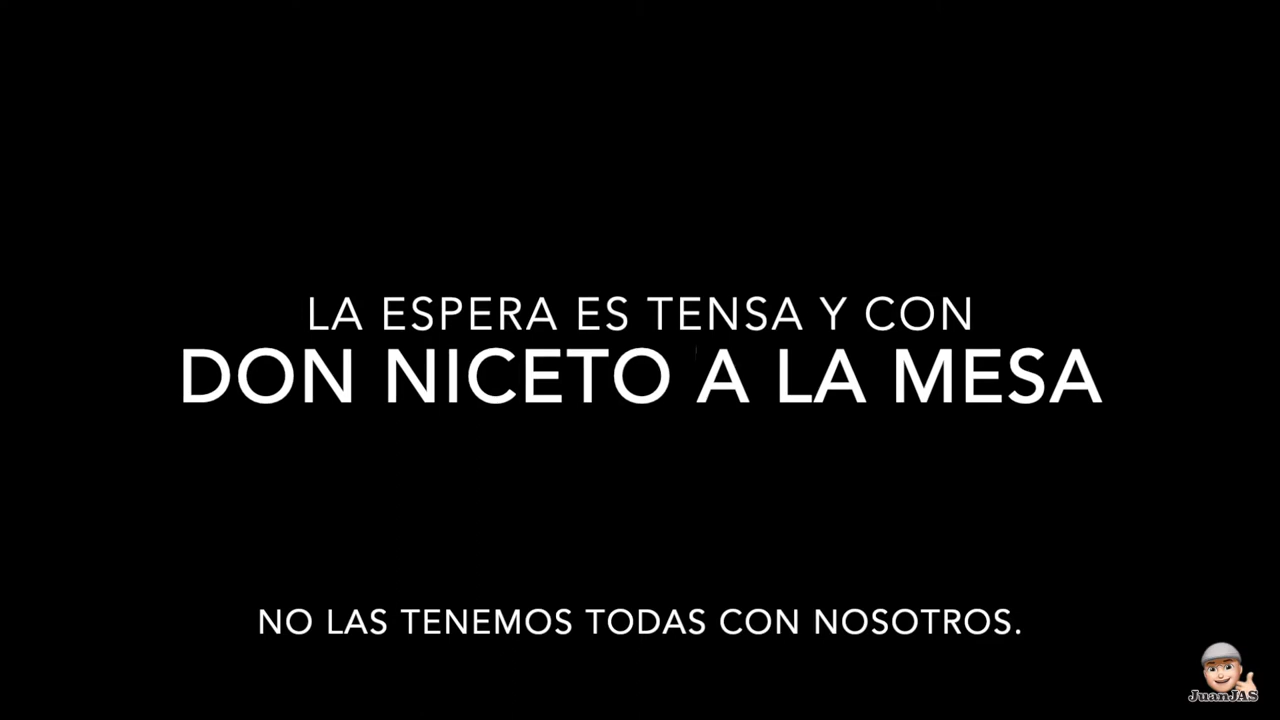 LA ESPERA ES TENSA Y CON
DON NICETO A LA MESA
NO LAS TENEMOS TODAS CON NOSOTROS.
JuanJAS